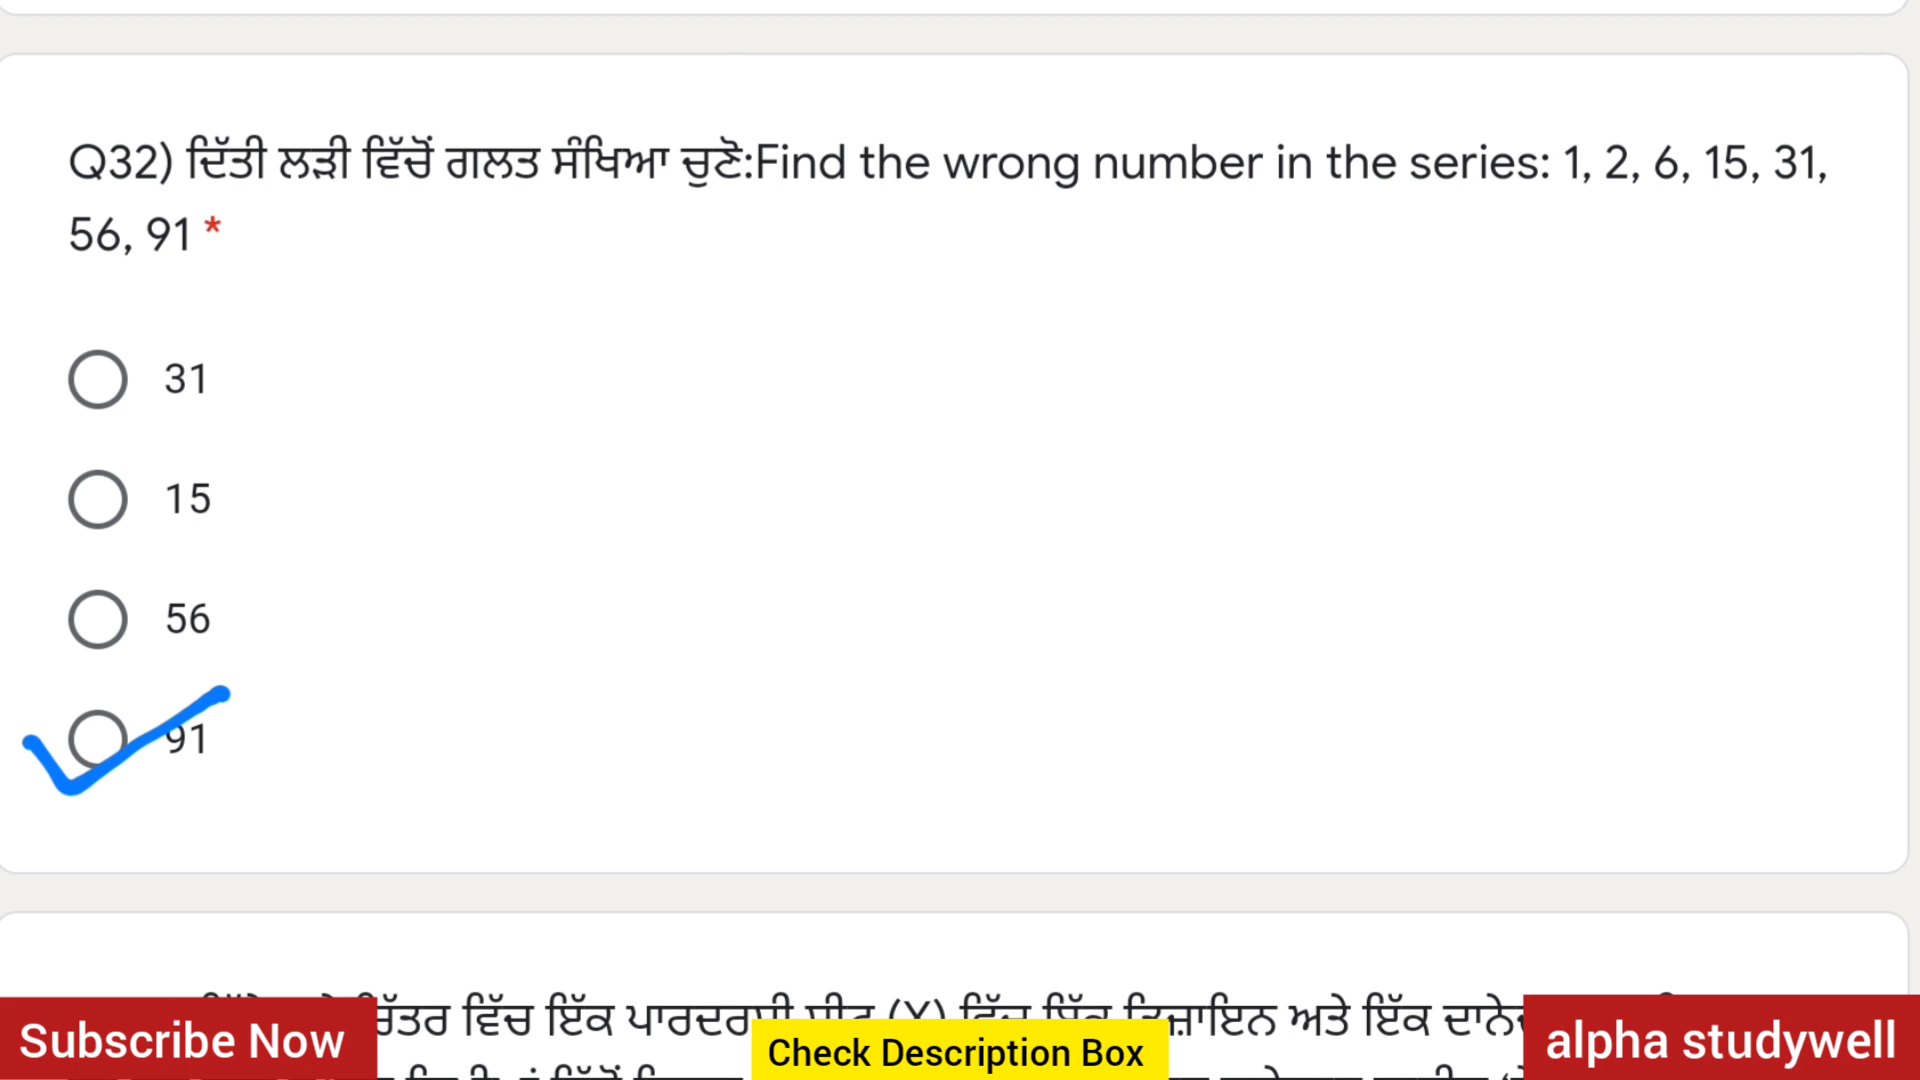 Q32) ਦਿੱਤੀ ਲੜੀ ਵਿੱਚੋਂ ਗਲਤ ਸੰਖਿਆ ਚੁਣੋ:Find the wrong number in the series: 1, 2, 6, 15, 31,
56, 91 *
31
15
56
91
ਵਿੱਚ ਇੱਕ ਅਤੇ ਇੱਕ
Subscribe Now
Check Description Box
alpha studywell